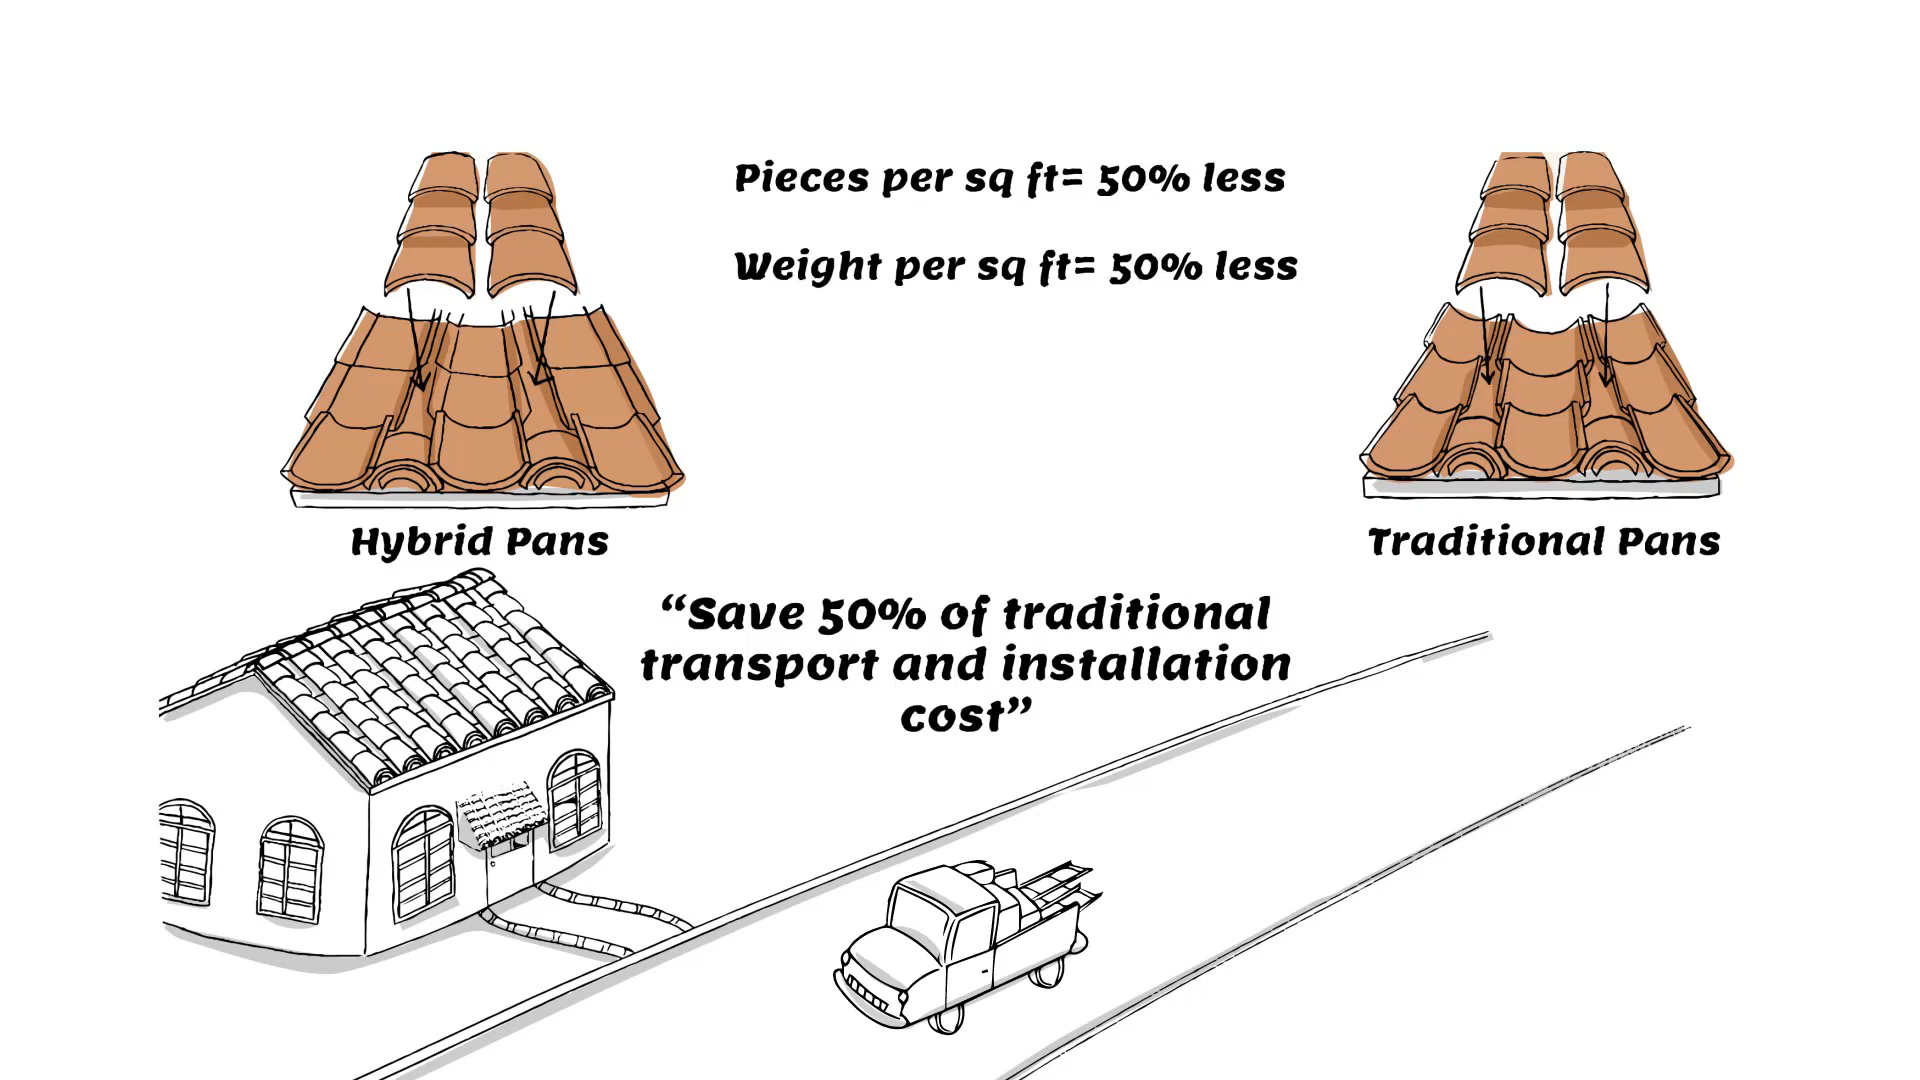 Pieces per sq ft= 50% less
Weight per sq ft= 50% less
Hybrid Pans
Traditional Pans
“Save 50% of traditional
transport and installation
cost”